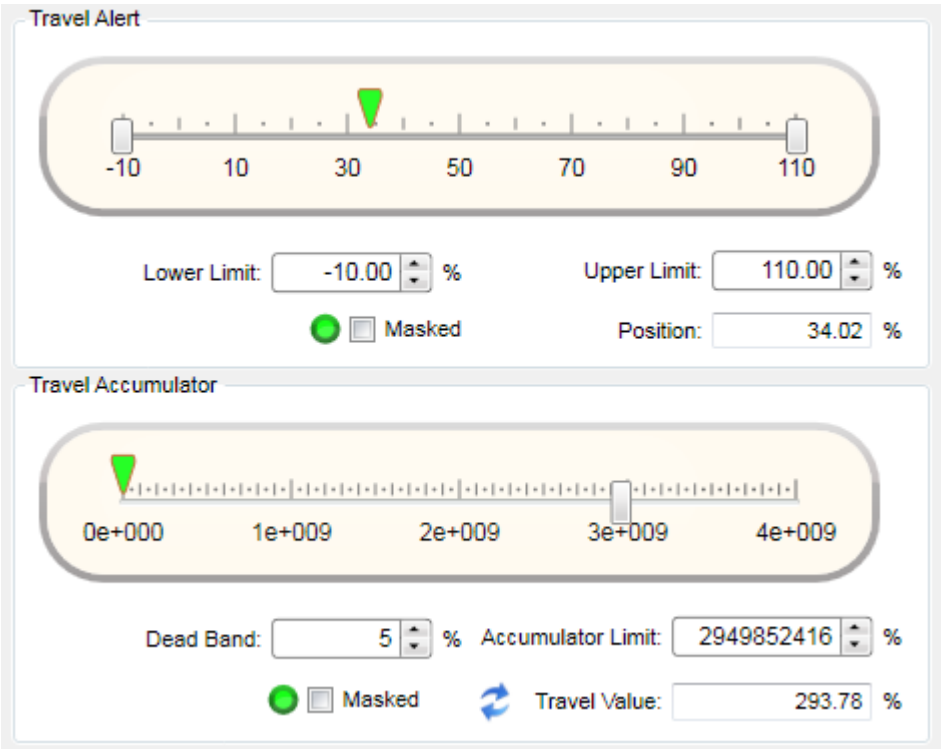 Travel Alert
-10 10 30 50 70 90 110
Lower Limit: -10.00 % Upper Limit: 110.00 %
Masked Position: 34.02 %
Travel Accumulator
0e+000 1e+009 2e+009 3e+009 4e+009
Dead Band: 5 % Accumulator Limit: 2949852416 %
Masked Travel Value: 293.78 %